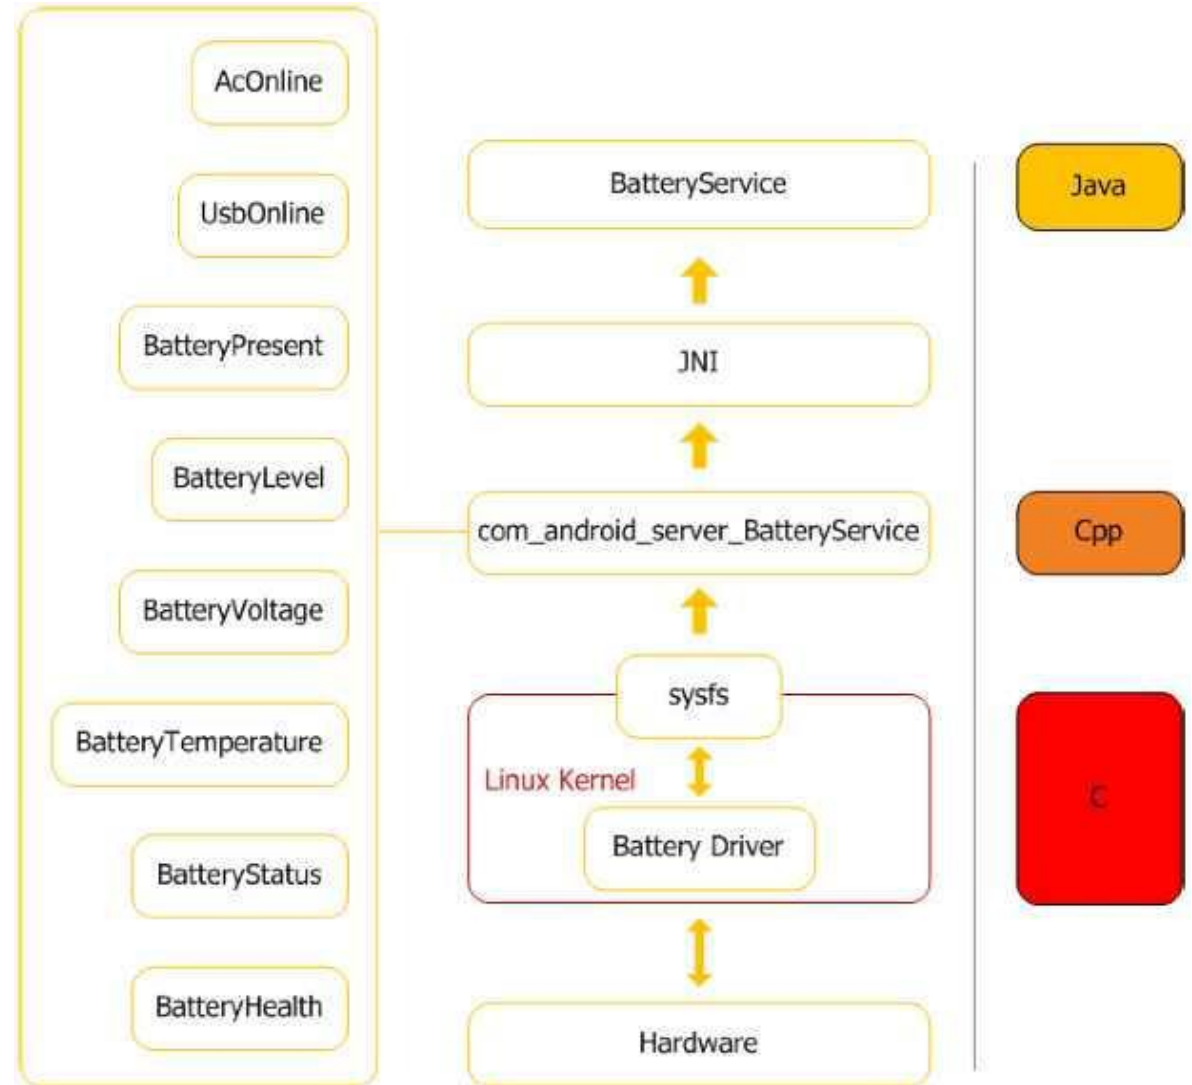 AcOnline
UsbOnline
BatteryPresent
BatteryLevel
BatteryVoltage
BatteryTemperature
BatteryStatus
BatteryHealth
BatteryService
JNI
com_android_server_BatteryService
sysfs
Linux Kernel
Battery Driver
Hardware
Java
Cpp
C